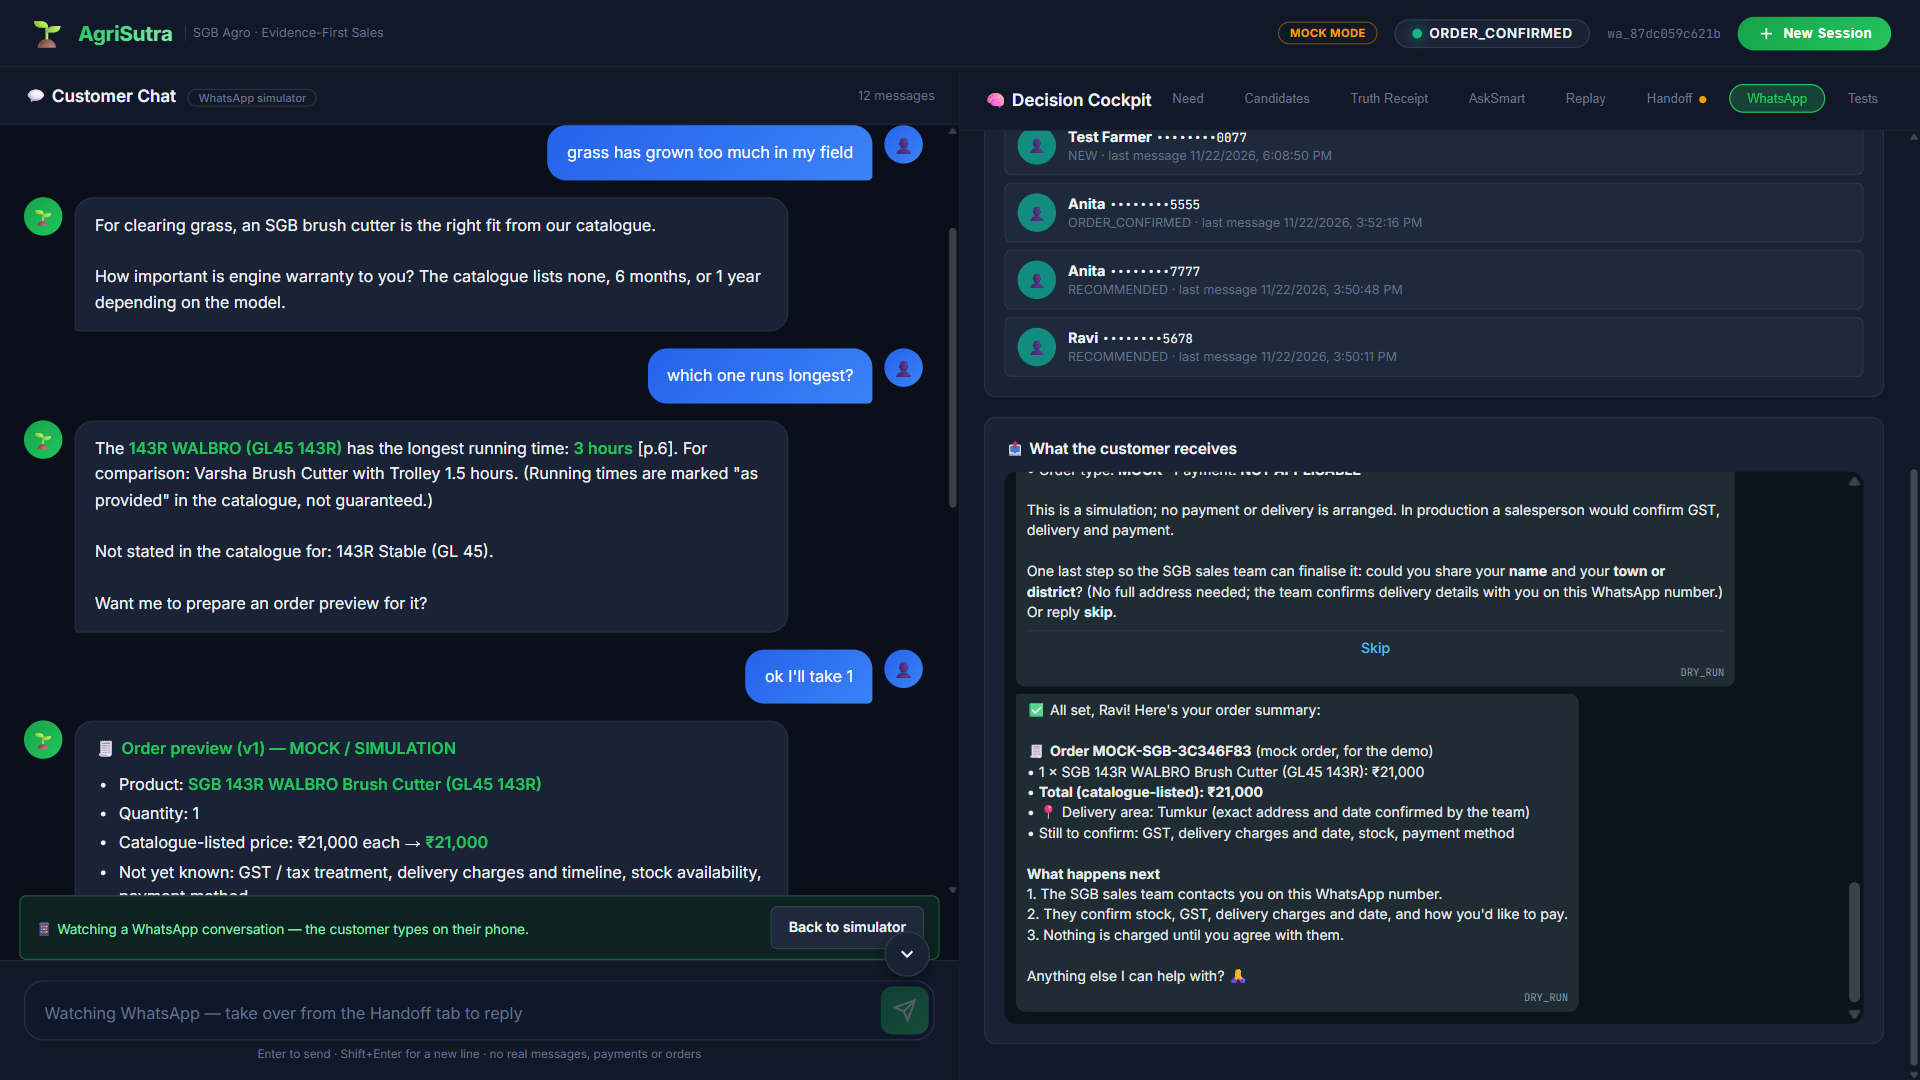 AgriSutra
SGB Agro · Evidence-First Sales
MOCK MODE
ORDER_CONFIRMED
wa_87dc059c621b
+ New Session
Customer Chat
WhatsApp simulator
12 messages
grass has grown too much in my field
For clearing grass, an SGB brush cutter is the right fit from our catalogue.
How important is engine warranty to you? The catalogue lists none, 6 months, or 1 year
depending on the model.
which one runs longest?
The 143R WALBRO (GL45 143R) has the longest running time: 3 hours [p.6]. For
comparison: Varsha Brush Cutter with Trolley 1.5 hours. (Running times are marked "as
provided" in the catalogue, not guaranteed.)
Not stated in the catalogue for: 143R Stable (GL 45).
Want me to prepare an order preview for it?
ok I'll take 1
Order preview (v1) — MOCK / SIMULATION
• Product: SGB 143R WALBRO Brush Cutter (GL45 143R)
• Quantity: 1
• Catalogue-listed price: ₹21,000 each → ₹21,000
• Not yet known: GST / tax treatment, delivery charges and timeline, stock availability,
payment method
Watching a WhatsApp conversation — the customer types on their phone.
Back to simulator
Watching WhatsApp — take over from the Handoff tab to reply
Enter to send · Shift+Enter for a new line · no real messages, payments or orders
Decision Cockpit
Need
Candidates
Truth Receipt
AskSmart
Replay
Handoff
WhatsApp
Tests
Test Farmer ••••••••0077
NEW · last message 11/22/2026, 6:08:50 PM
Anita ••••••••5555
ORDER_CONFIRMED · last message 11/22/2026, 3:52:16 PM
Anita ••••••••7777
RECOMMENDED · last message 11/22/2026, 3:50:48 PM
Ravi ••••••••5678
RECOMMENDED · last message 11/22/2026, 3:50:11 PM
What the customer receives
• Order type: MOCK · Payment: NOT APPLICABLE
This is a simulation; no payment or delivery is arranged. In production a salesperson would confirm GST,
delivery and payment.
One last step so the SGB sales team can finalise it: could you share your name and your town or
district? (No full address needed; the team confirms delivery details with you on this WhatsApp number.)
Or reply skip.
Skip
DRY_RUN
All set, Ravi! Here's your order summary:
Order MOCK-SGB-3C346F83 (mock order, for the demo)
• 1 × SGB 143R WALBRO Brush Cutter (GL45 143R): ₹21,000
• Total (catalogue-listed): ₹21,000
• Delivery area: Tumkur (exact address and date confirmed by the team)
• Still to confirm: GST, delivery charges and date, stock, payment method
What happens next
1. The SGB sales team contacts you on this WhatsApp number.
2. They confirm stock, GST, delivery charges and date, and how you'd like to pay.
3. Nothing is charged until you agree with them.
Anything else I can help with?
DRY_RUN